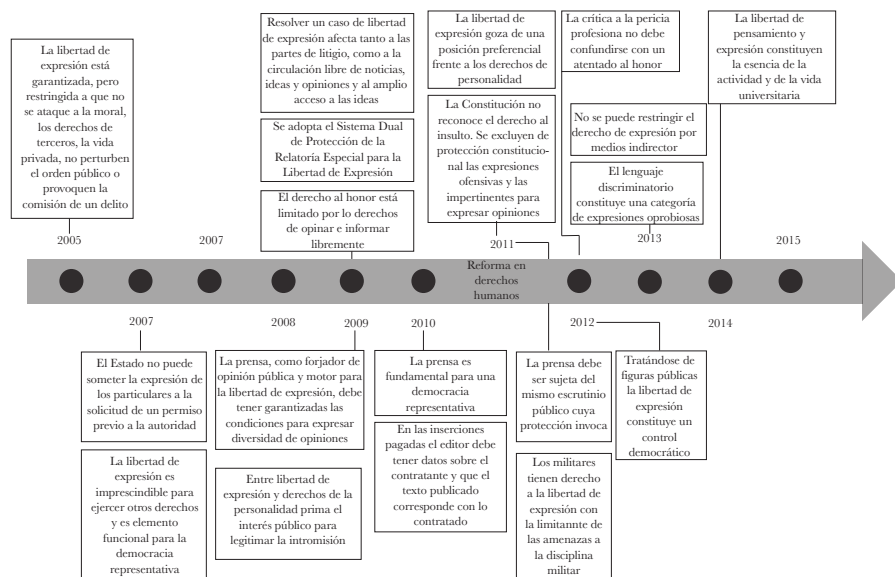 La libertad de
expresión está
garantizada, pero
restringida a que no
se ataque a la moral,
los derechos de
terceros, la vida
privada, no perturben
el orden público o
provoquen la
comisión de un delito
Resolver un caso de libertad
de expresión afecta tanto a las
partes de litigio, como a la
circulación libre de noticias,
ideas y opiniones y al amplio
acceso a las ideas
Se adopta el Sistema Dual
de Protección de la
Relatoría Especial para la
Libertad de Expresión
El derecho al honor está
limitado por lo derechos
de opinar e informar
libremente
La libertad de
expresión goza de una
posición preferencial
frente a los derechos de
personalidad
La Constitución no
reconoce el derecho al
insulto. Se excluyen de
protección constitucio-
nal las expresiones
ofensivas y las
impertinentes para
expresar opiniones
La crítica a la pericia
profesiona no debe
confundirse con un
atentado al honor
No se puede restringir el
derecho de expresión por
medios indirector
El lenguaje
discriminatorio
constituye una categoría
de expresiones oprobiosas
La libertad de
pensamiento y
expresión constituyen
la esencia de la
actividad y de la vida
universitaria
2005
2007
2011
2013
2015
Reforma en
derechos
humanos
2007
2008
2009
2010
2012
2014
El Estado no puede
someter la expresión de
los particulares a la
solicitud de un permiso
previo a la autoridad
La libertad de
expresión es
imprescindible para
ejercer otros derechos
y es elemento
funcional para la
democracia
representativa
La prensa, como forjador de
opinión pública y motor para
la libertad de expresión, debe
tener garantizadas las
condiciones para expresar
diversidad de opiniones
Entre libertad de
expresión y derechos de la
personalidad prima el
interés público para
legitimar la intromisión
La prensa es
fundamental para una
democracia
representativa
En las inserciones
pagadas el editor debe
tener datos sobre el
contratante y que el
texto publicado
corresponde con lo
contratado
La prensa debe
ser sujeta del
mismo escrutinio
público cuya
protección invoca
Los militares
tienen derecho
a la libertad de
expresión con
la limitannte de
las amenazas a
la disciplina
militar
Tratándose de
figuras públicas
la libertad de
expresión
constituye un
control
democrático